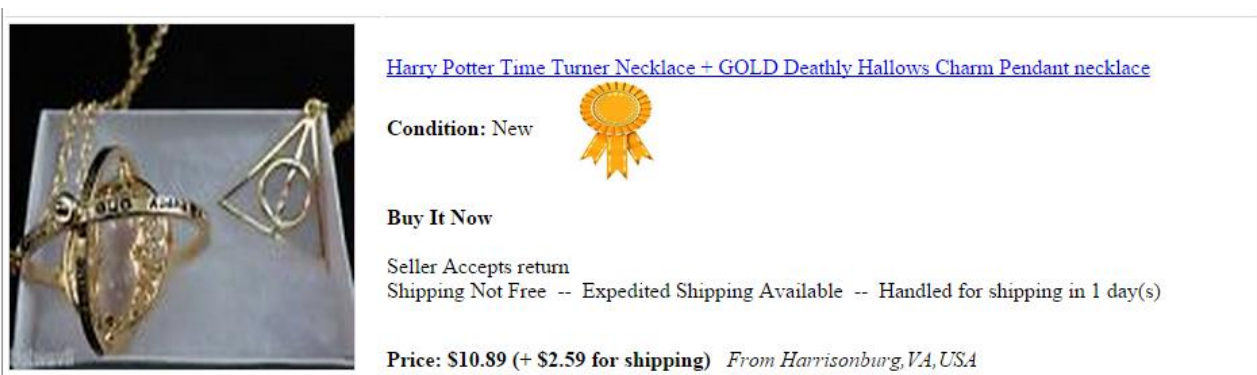 Harry Potter Time Turner Necklace + GOLD Deathly Hallows Charm Pendant necklace
Condition: New
Buy It Now
Seller Accepts return
Shipping Not Free -- Expedited Shipping Available -- Handled for shipping in 1 day(s)
Price: $10.89 (+ $2.59 for shipping) From Harrisonburg,VA,USA